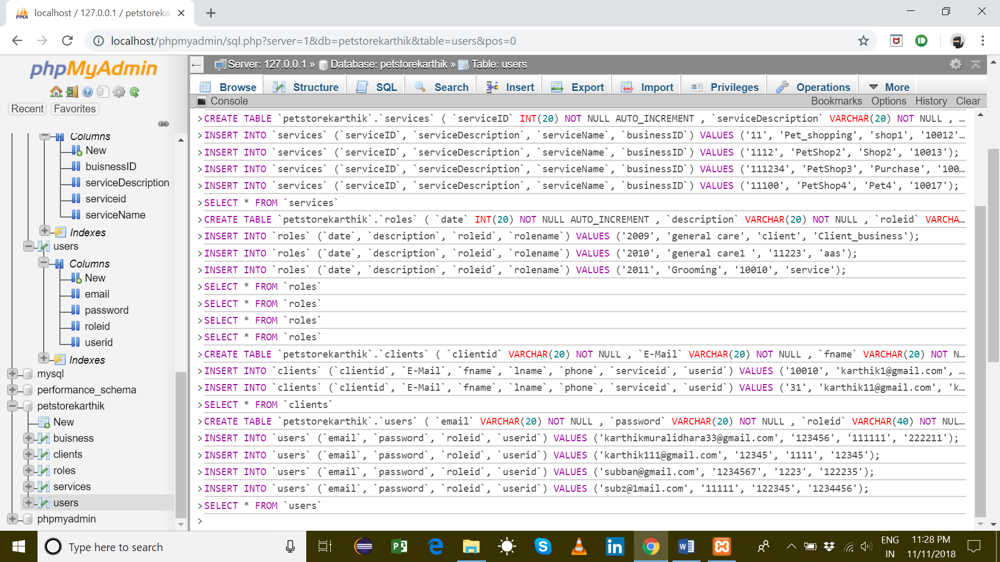 PMA localhost / 127.0.0.1 / petstoreka
localhost/phpmyadmin/sql.php?server=1&db=petstorekarthik&table=users&pos=0
phpMyAdmin
Recent Favorites
Columns
New
buisnessID
serviceDescription
serviceid
serviceName
Indexes
users
Columns
New
email
password
roleid
userid
Indexes
mysql
performance_schema
petstorekarthik
New
buisness
clients
roles
services
users
phpmyadmin
Server: 127.0.0.1 » Database: petstorekarthik » Table: users
Browse Structure SQL Search Insert Export Import Privileges Operations More
Console Bookmarks Options History Clear
>CREATE TABLE `petstorekarthik`.`services` ( `serviceID` INT(20) NOT NULL AUTO_INCREMENT , `serviceDescription` VARCHAR(20) NOT NULL , ...
>INSERT INTO `services` (`serviceID`, `serviceDescription`, `serviceName`, `businessID`) VALUES ('11', 'Pet_shopping', 'shop1', '10012'...
>INSERT INTO `services` (`serviceID`, `serviceDescription`, `serviceName`, `businessID`) VALUES ('1112', 'PetShop2', 'Shop2', '10013');
>INSERT INTO `services` (`serviceID`, `serviceDescription`, `serviceName`, `businessID`) VALUES ('111234', 'PetShop3', 'Purchase', '100...
>INSERT INTO `services` (`serviceID`, `serviceDescription`, `serviceName`, `businessID`) VALUES ('11100', 'PetShop4', 'Pet4', '10017');
>SELECT * FROM `services`
>CREATE TABLE `petstorekarthik`.`roles` ( `date` INT(20) NOT NULL AUTO_INCREMENT , `description` VARCHAR(20) NOT NULL , `roleid` VARCHA...
>INSERT INTO `roles` (`date`, `description`, `roleid`, `rolename`) VALUES ('2009', 'general care', 'client', 'Client_business');
>INSERT INTO `roles` (`date`, `description`, `roleid`, `rolename`) VALUES ('2010', 'general care1 ', '11223', 'aas');
>INSERT INTO `roles` (`date`, `description`, `roleid`, `rolename`) VALUES ('2011', 'Grooming', '10010', 'service');
>SELECT * FROM `roles`
>SELECT * FROM `roles`
>SELECT * FROM `roles`
>SELECT * FROM `roles`
>CREATE TABLE `petstorekarthik`.`clients` ( `clientid` VARCHAR(20) NOT NULL , `E-Mail` VARCHAR(20) NOT NULL , `fname` VARCHAR(20) NOT N...
>INSERT INTO `clients` (`clientid`, `E-Mail`, `fname`, `lname`, `phone`, `serviceid`, `userid`) VALUES ('10010', 'karthik1@gmail.com', ...
>INSERT INTO `clients` (`clientid`, `E-Mail`, `fname`, `lname`, `phone`, `serviceid`, `userid`) VALUES ('31', 'karthik11@gmail.com', 'k...
>SELECT * FROM `clients`
>CREATE TABLE `petstorekarthik`.`users` ( `email` VARCHAR(20) NOT NULL , `password` VARCHAR(20) NOT NULL , `roleid` VARCHAR(40) NOT NUL...
>INSERT INTO `users` (`email`, `password`, `roleid`, `userid`) VALUES ('karthikmuralidhara33@gmail.com', '123456', '111111', '222211');
>INSERT INTO `users` (`email`, `password`, `roleid`, `userid`) VALUES ('karthik111@gmail.com', '12345', '1111', '12345');
>INSERT INTO `users` (`email`, `password`, `roleid`, `userid`) VALUES ('subban@gmail.com', '1234567', '1223', '122235');
>INSERT INTO `users` (`email`, `password`, `roleid`, `userid`) VALUES ('subz@1mail.com', '11111', '122345', '1234456');
>SELECT * FROM `users`
>
Type here to search
ENG 11:28 PM
IN 11/11/2018